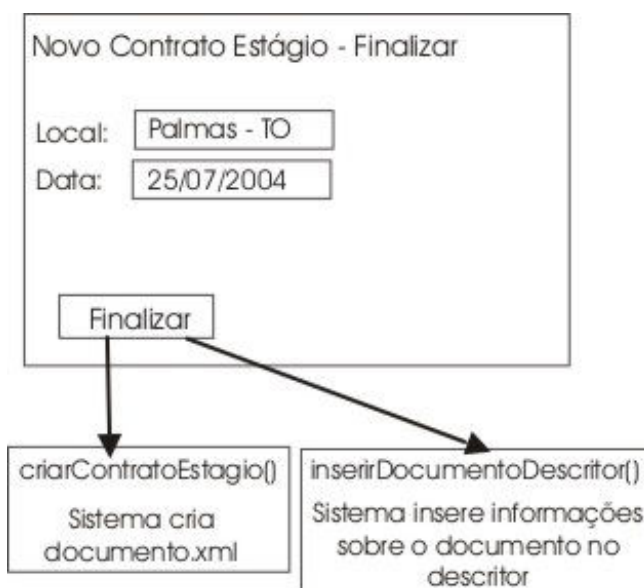 Novo Contrato Estágio - Finalizar
Local: Palmas - TO
Data: 25/07/2004
Finalizar
criarContratoEstagio()
Sistema cria
documento.xml
inserirDocumentoDescritor()
Sistema insere informações
sobre o documento no
descritor